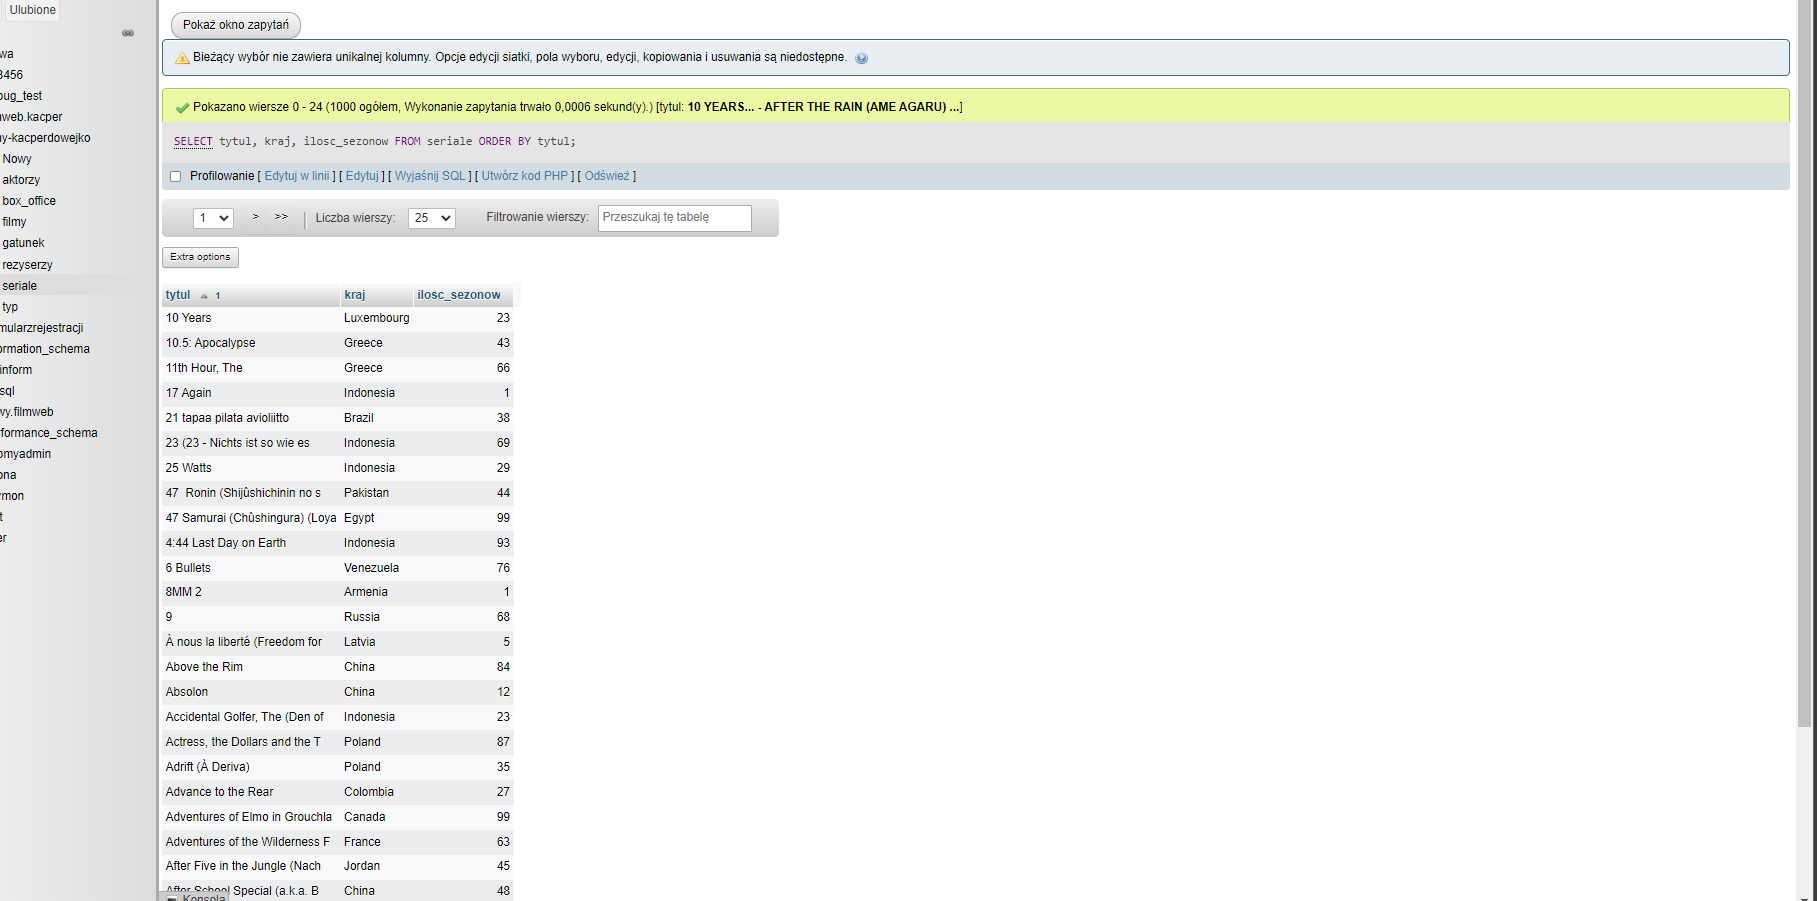 Ulubione
wa
3456
bug_test
nweb.kacper
ny-kacperdowejko
Nowy
aktorzy
box_office
filmy
gatunek
rezyserzy
seriale
typ
mularzrejestracji
ormation_schema
inform
sql
wy.filmweb
rformance_schema
omyadmin
ona
ymon
t
er
Pokaż okno zapytań
Bieżący wybór nie zawiera unikalnej kolumny. Opcje edycji siatki, pola wyboru, edycji, kopiowania i usuwania są niedostępne.
Pokazano wiersze 0 - 24 (1000 ogółem, Wykonanie zapytania trwało 0,0006 sekund(y).) [tytul: 10 YEARS... - AFTER THE RAIN (AME AGARU) ...]
SELECT tytul, kraj, ilosc_sezonow FROM seriale ORDER BY tytul;
Profilowanie [ Edytuj w linii ] [ Edytuj ] [ Wyjaśnij SQL ] [ Utwórz kod PHP ] [ Odśwież ]
1 > >> | Liczba wierszy: 25 Filtrowanie wierszy: Przeszukaj tę tabelę
Extra options
tytul 1 kraj ilosc_sezonow
10 Years Luxembourg 23
10.5: Apocalypse Greece 43
11th Hour, The Greece 66
17 Again Indonesia 1
21 tapaa pilata avioliitto Brazil 38
23 (23 - Nichts ist so wie es Indonesia 69
25 Watts Indonesia 29
47  Ronin (Shijûshichinin no s Pakistan 44
47 Samurai (Chûshingura) (Loya Egypt 99
4:44 Last Day on Earth Indonesia 93
6 Bullets Venezuela 76
8MM 2 Armenia 1
9 Russia 68
À nous la liberté (Freedom for Latvia 5
Above the Rim China 84
Absolon China 12
Accidental Golfer, The (Den of Indonesia 23
Actress, the Dollars and the T Poland 87
Adrift (À Deriva) Poland 35
Advance to the Rear Colombia 27
Adventures of Elmo in Grouchla Canada 99
Adventures of the Wilderness F France 63
After Five in the Jungle (Nach Jordan 45
After School Special (a.k.a. B China 48
Konsola